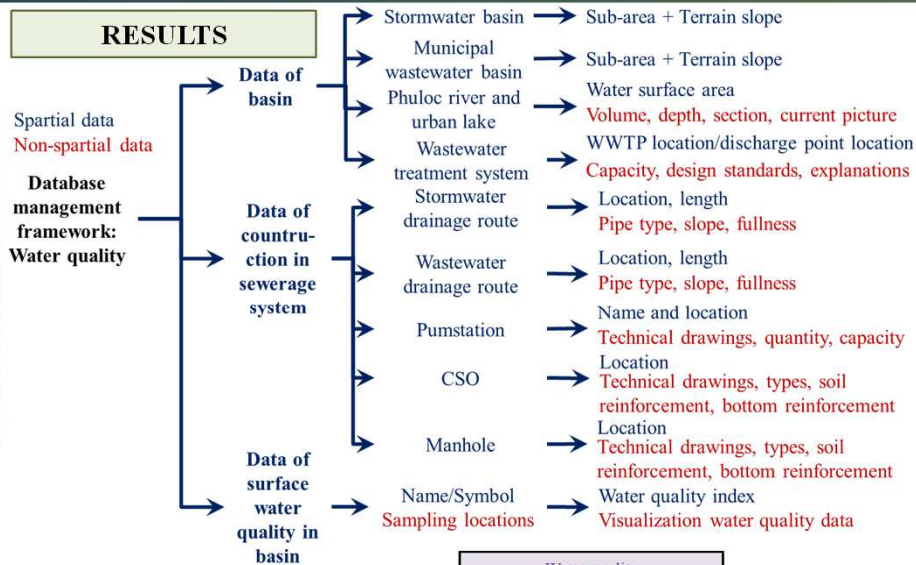 RESULTS
Spartial data
Non-spartial data
Database
management
framework:
Water quality
Data of
basin
Stormwater basin
Sub-area + Terrain slope
Municipal
wastewater basin
Sub-area + Terrain slope
Phuloc river and
urban lake
Water surface area
Volume, depth, section, current picture
Wastewater
treatment system
WWTP location/discharge point location
Capacity, design standards, explanations
Data of
countruc-
tion in
sewerage
system
Stormwater
drainage route
Location, length
Pipe type, slope, fullness
Wastewater
drainage route
Location, length
Pipe type, slope, fullness
Pumstation
Name and location
Technical drawings, quantity, capacity
CSO
Location
Technical drawings, types, soil
reinforcement, bottom reinforcement
Manhole
Location
Technical drawings, types, soil
reinforcement, bottom reinforcement
Data of
surface
water
quality in
basin
Name/Symbol
Sampling locations
Water quality index
Visualization water quality data